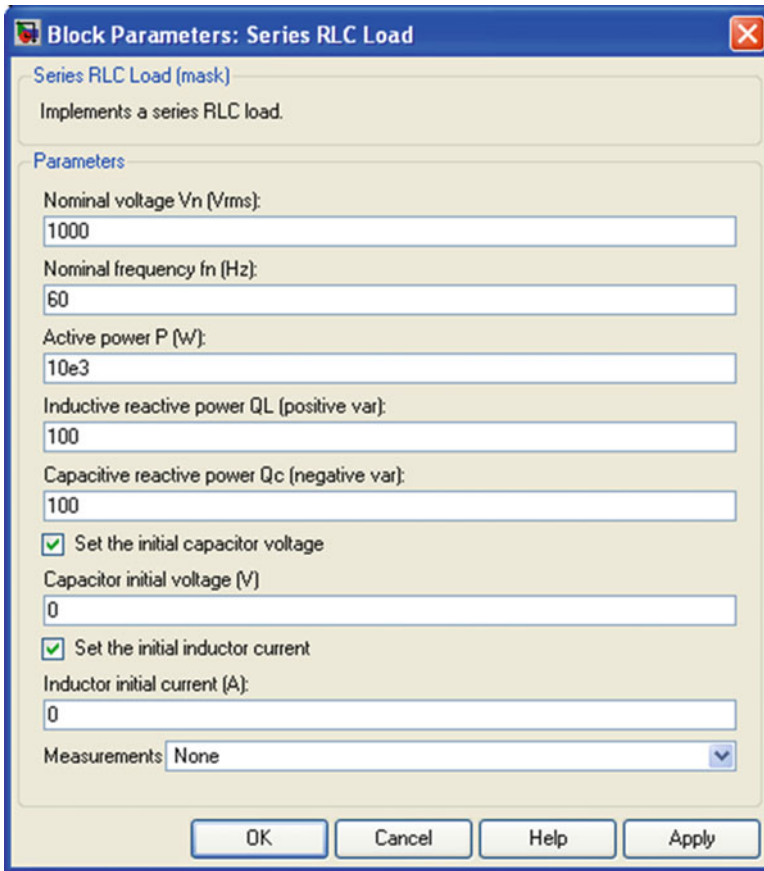 Block Parameters: Series RLC Load
Series RLC Load (mask)
Implements a series RLC load.
Parameters
Nominal voltage Vn (Vrms):
1000
Nominal frequency fn (Hz):
60
Active power P (W):
10e3
Inductive reactive power QL (positive var):
100
Capacitive reactive power Qc (negative var):
100
Set the initial capacitor voltage
Capacitor initial voltage (V)
0
Set the initial inductor current
Inductor initial current (A):
0
Measurements None
OK Cancel Help Apply